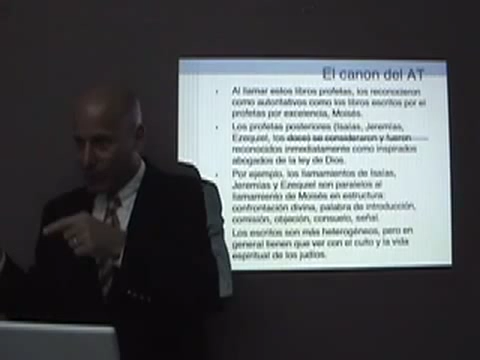 El canon del AT
Al llamar estos libros profetas, los reconocieron
como autoritativos como los libros escritos por el
profetas por excelencia, Moisés.
Los profetas posteriores (Isaías, Jeremías,
Ezequiel, los doce) se consideraron y fueron
reconocidos inmediatamente como inspirados
abogados de la ley de Dios.
Por ejemplo, los llamamientos de Isaías,
Jeremías y Ezequiel son paralelos al
llamamiento de Moisés en estructura:
confrontación divina, palabra de introducción,
comisión, objeción, consuelo, señal.
Los escritos son más heterogéneos, pero en
general tienen que ver con el culto y la vida
espiritual de los judíos.